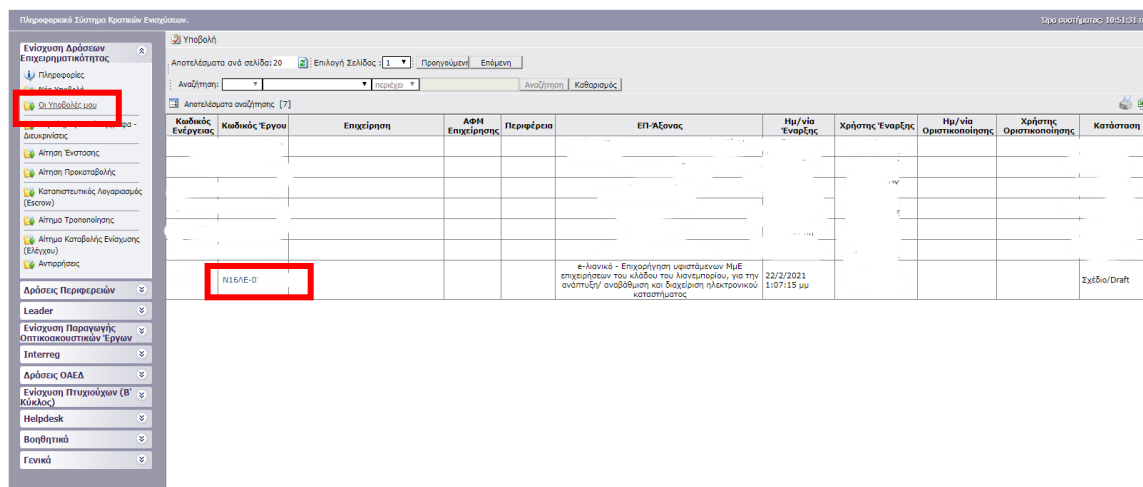 Πληροφοριακό Σύστημα Κρατικών Ενισχύσεων.
Ώρα συστήματος: 10:51:31
Ενίσχυση Δράσεων
Επιχειρηματικότητας
Πληροφορίες
Νέα Υποβολή
Οι Υποβολές μου
Διευκρινίσεις
Αίτηση Ένστασης
Αίτηση Προκαταβολής
Καταπιστευτικός Λογαριασμός
(Escrow)
Αίτημα Τροποποίησης
Αίτημα Καταβολής Ενίσχυσης
(Ελέγχου)
Αντιρρήσεις
Δράσεις Περιφερειών
Leader
Ενίσχυση Παραγωγής
Οπτικοακουστικών Έργων
Interreg
Δράσεις ΟΑΕΔ
Ενίσχυση Πτυχιούχων (Β'
Κύκλος)
Helpdesk
Βοηθητικά
Γενικά
Υποβολή
Αποτελέσματα ανά σελίδα: 20 Επιλογή Σελίδας : 1 Προηγούμενη Επόμενη
Αναζήτηση: περιέχει Αναζήτηση Καθαρισμός
Αποτελέσματα αναζήτησης [7]
Κωδικός Ενέργειας Κωδικός Έργου Επιχείρηση ΑΦΜ Επιχείρησης Περιφέρεια ΕΠ-Άξονας Ημ/νία Έναρξης Χρήστης Έναρξης Ημ/νία Οριστικοποίησης Χρήστης Οριστικοποίησης Κατάσταση
Ν16ΛΕ-0
e-λιανικό - Επιχορήγηση υφιστάμενων ΜμΕ
επιχειρήσεων του κλάδου του λιανεμπορίου, για την
ανάπτυξη/ αναβάθμιση και διαχείριση ηλεκτρονικού
καταστήματος
22/2/2021
1:07:15 μμ
Σχέδιο/Draft